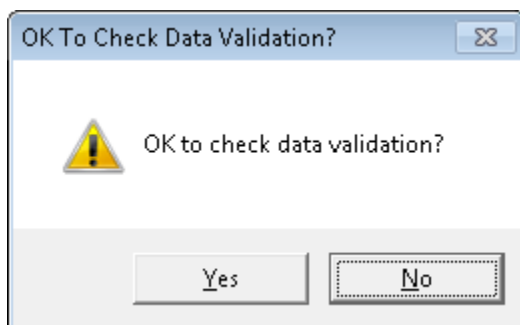 OK To Check Data Validation?
OK to check data validation?
Yes
No